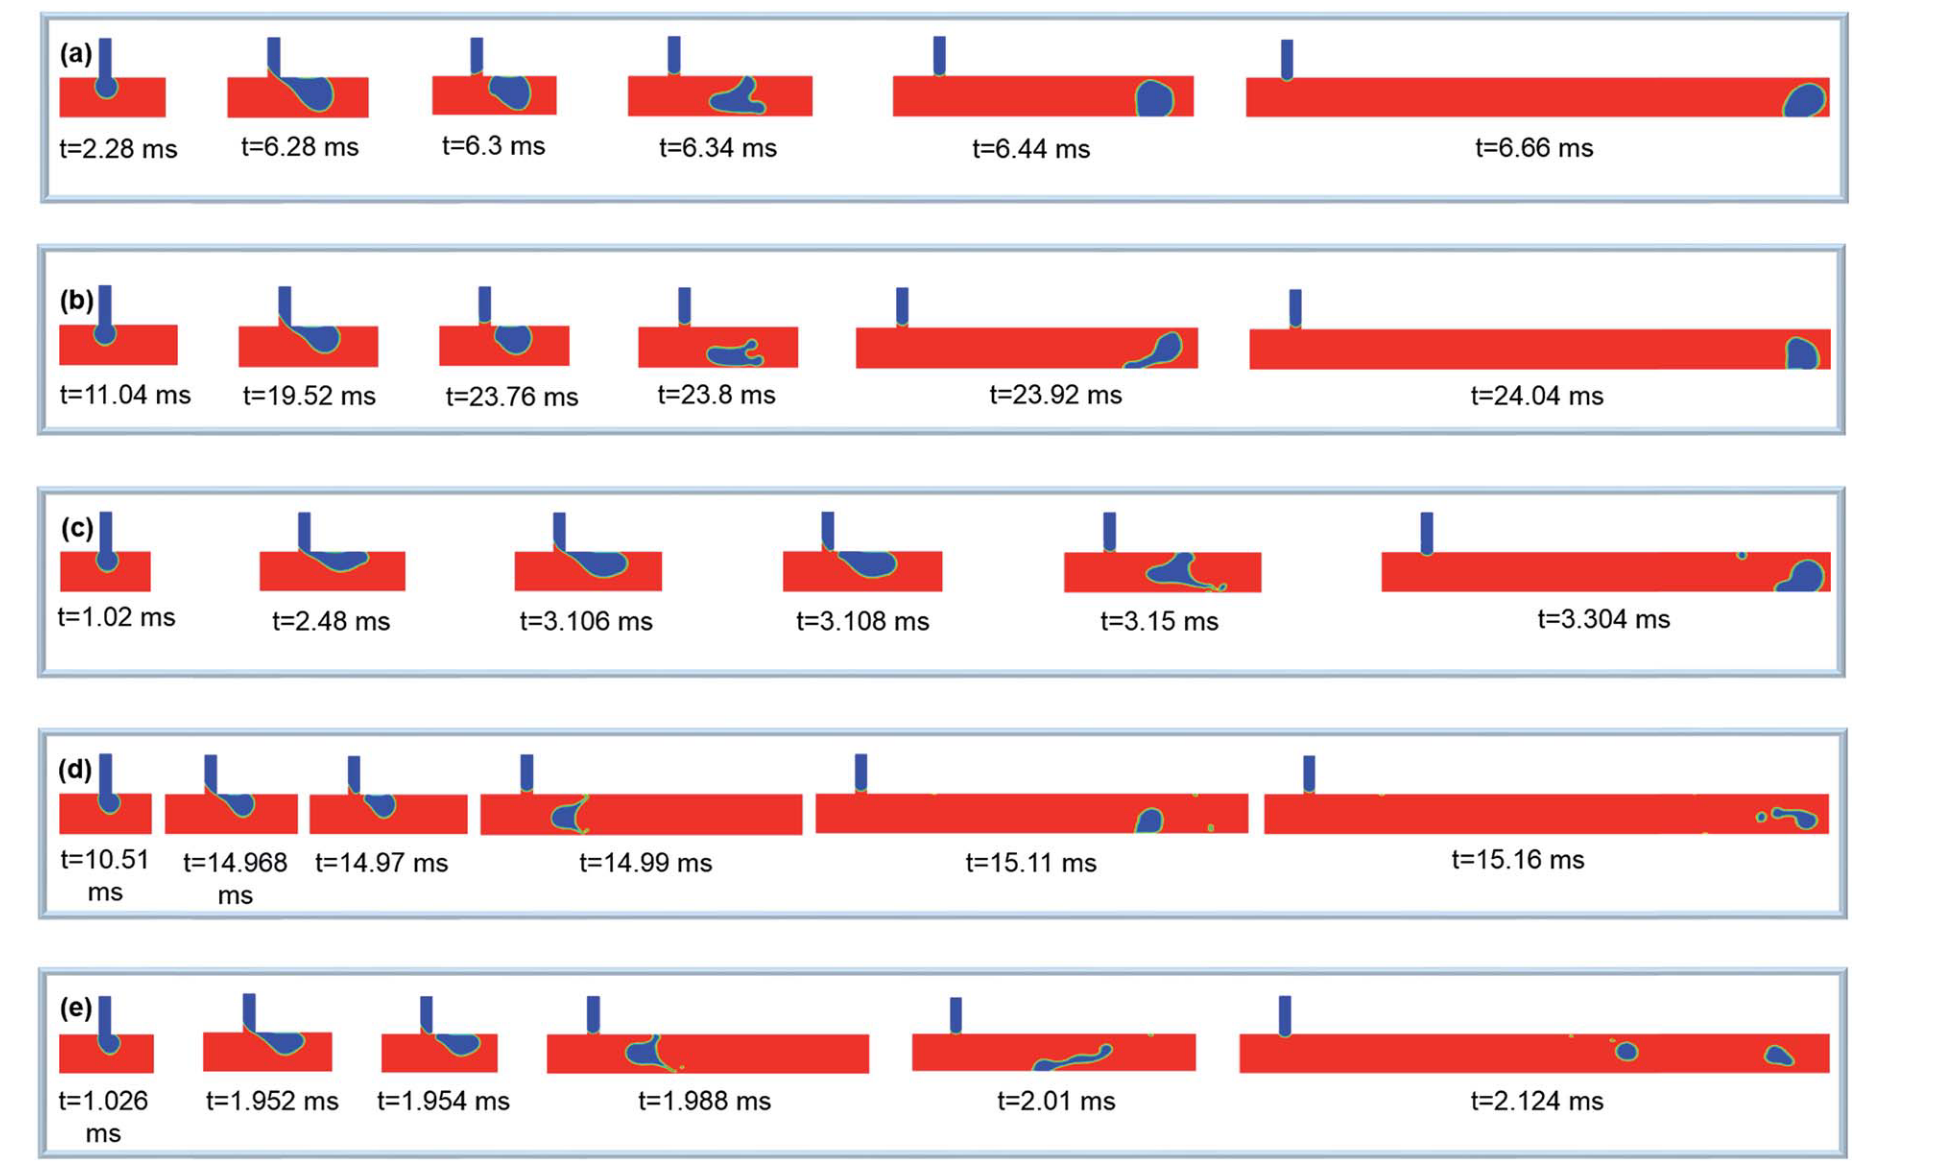 (a)
t=2.28 ms
t=6.28 ms
t=6.3 ms
t=6.34 ms
t=6.44 ms
t=6.66 ms
(b)
t=11.04 ms
t=19.52 ms
t=23.76 ms
t=23.8 ms
t=23.92 ms
t=24.04 ms
(c)
t=1.02 ms
t=2.48 ms
t=3.106 ms
t=3.108 ms
t=3.15 ms
t=3.304 ms
(d)
t=10.51
ms
t=14.968
ms
t=14.97 ms
t=14.99 ms
t=15.11 ms
t=15.16 ms
(e)
t=1.026
ms
t=1.952 ms
t=1.954 ms
t=1.988 ms
t=2.01 ms
t=2.124 ms